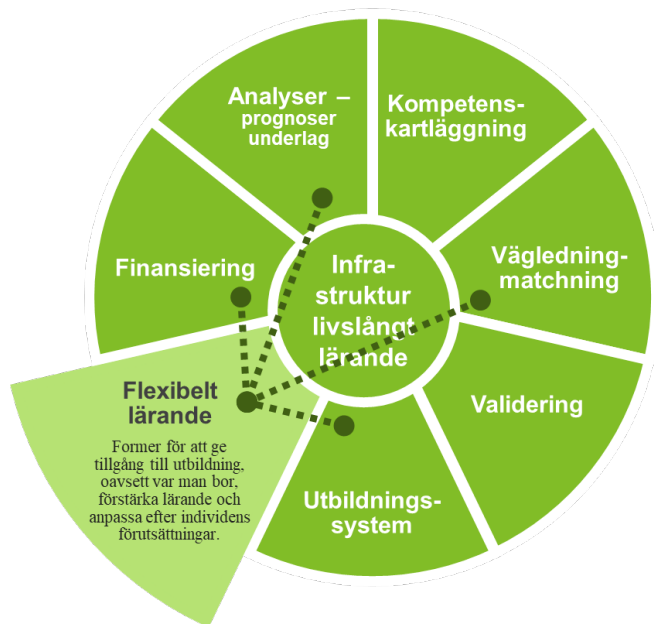 Analyser –
prognoser
underlag
Kompetens-
kartläggning
Vägledning-
matchning
Validering
Utbildnings-
system
Flexibelt
lärande
Former för att ge
tillgång till utbildning,
oavsett var man bor,
förstärka lärande och
anpassa efter individens
förutsättningar.
Finansiering
Infra-
struktur
livslångt
lärande